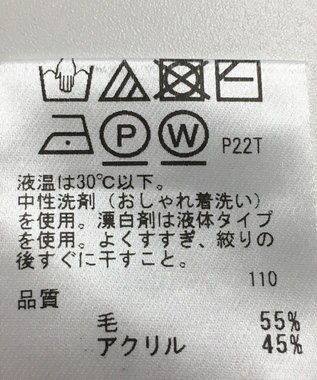 P W P22T
液温は30℃以下。
中性洗剤（おしゃれ着洗い）
を使用。漂白剤は液体タイプ
を使用。よくすすぎ、絞りの
後すぐに干すこと。
110
品質
毛 55%
アクリル 45%